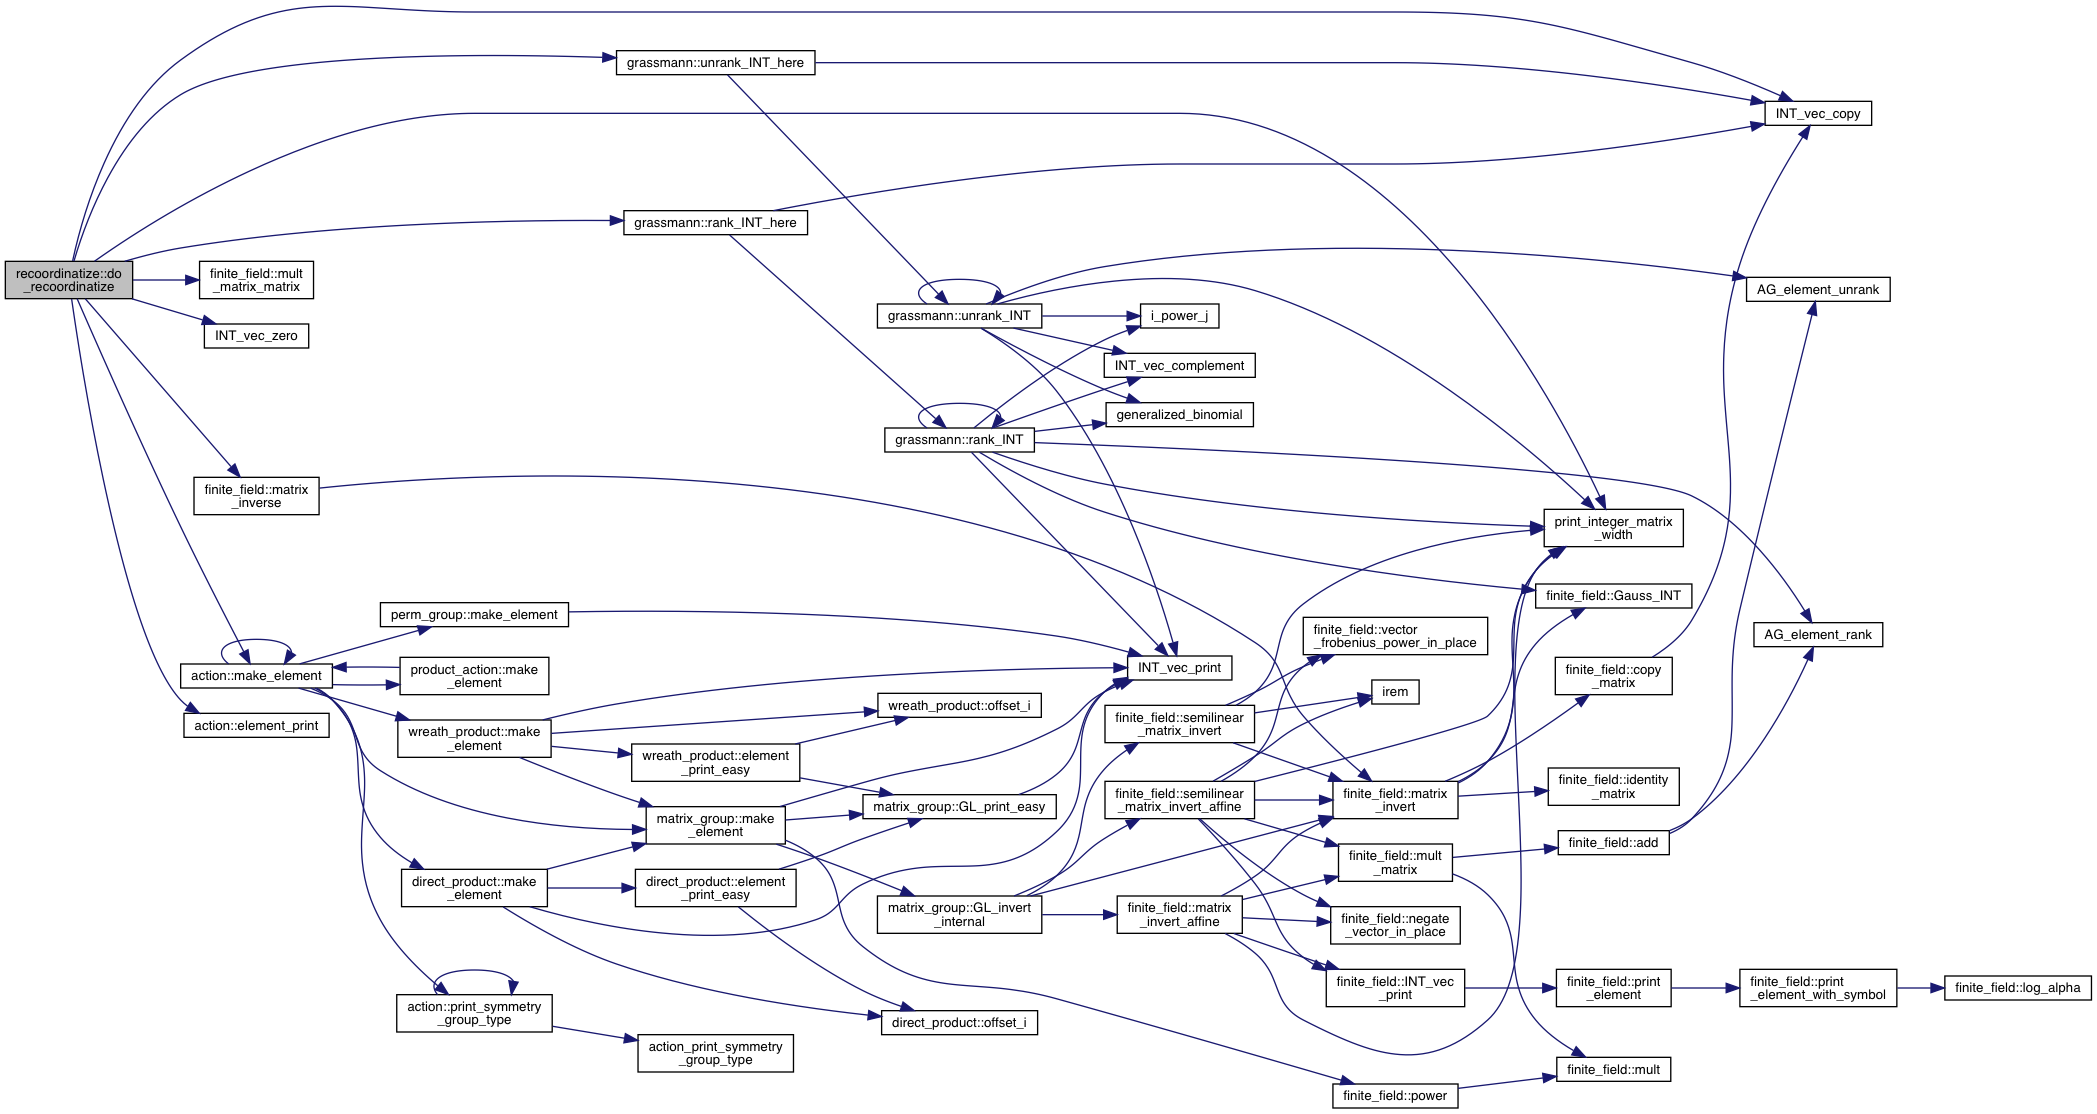 recoordinatize::do
_recoordinatize
grassmann::unrank_INT_here
INT_vec_copy
grassmann::rank_INT_here
finite_field::mult
_matrix_matrix
INT_vec_zero
AG_element_unrank
grassmann::unrank_INT
i_power_j
INT_vec_complement
generalized_binomial
grassmann::rank_INT
finite_field::matrix
_inverse
print_integer_matrix
_width
finite_field::Gauss_INT
perm_group::make_element
finite_field::vector
_frobenius_power_in_place
AG_element_rank
action::make_element
product_action::make
_element
INT_vec_print
finite_field::copy
_matrix
irem
action::element_print
wreath_product::make
_element
wreath_product::offset_i
finite_field::semilinear
_matrix_invert
wreath_product::element
_print_easy
finite_field::identity
_matrix
matrix_group::GL_print_easy
finite_field::semilinear
_matrix_invert_affine
finite_field::matrix
_invert
matrix_group::make
_element
finite_field::add
finite_field::mult
_matrix
direct_product::make
_element
direct_product::element
_print_easy
matrix_group::GL_invert
_internal
finite_field::matrix
_invert_affine
finite_field::negate
_vector_in_place
finite_field::INT_vec
_print
finite_field::print
_element
finite_field::print
_element_with_symbol
finite_field::log_alpha
action::print_symmetry
_group_type
direct_product::offset_i
action_print_symmetry
_group_type
finite_field::mult
finite_field::power